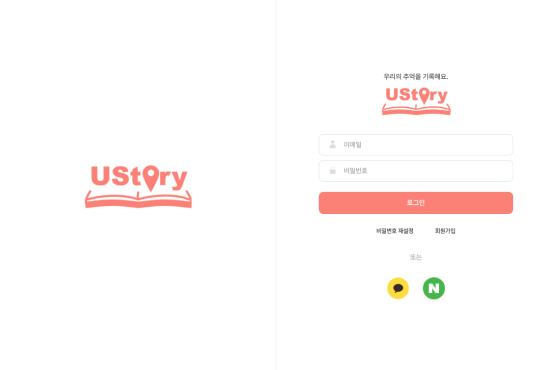 UStory
우리의 추억을 기록해요.
UStory
이메일
비밀번호
로그인
비밀번호 재설정 회원가입
또는
N